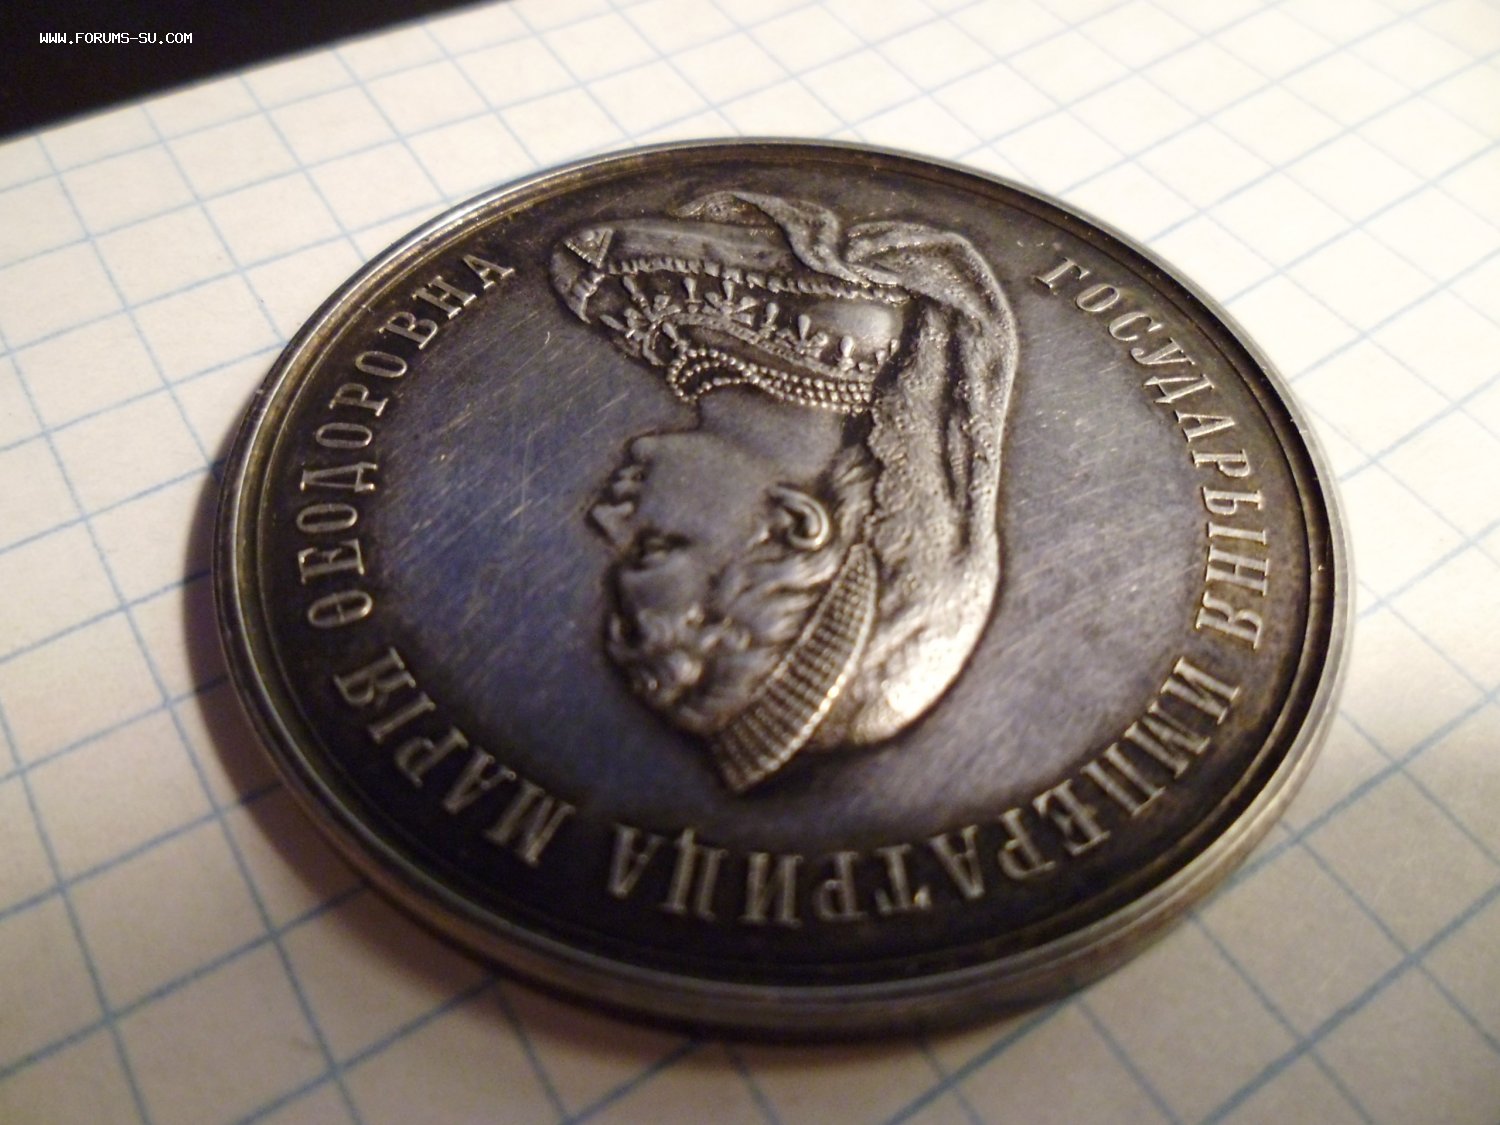 WWW.FORUMS-SU.COM
ГОСУДАРЫНЯ ИМПЕРАТРИЦА МАРІЯ ѲЕОДОРОВНА